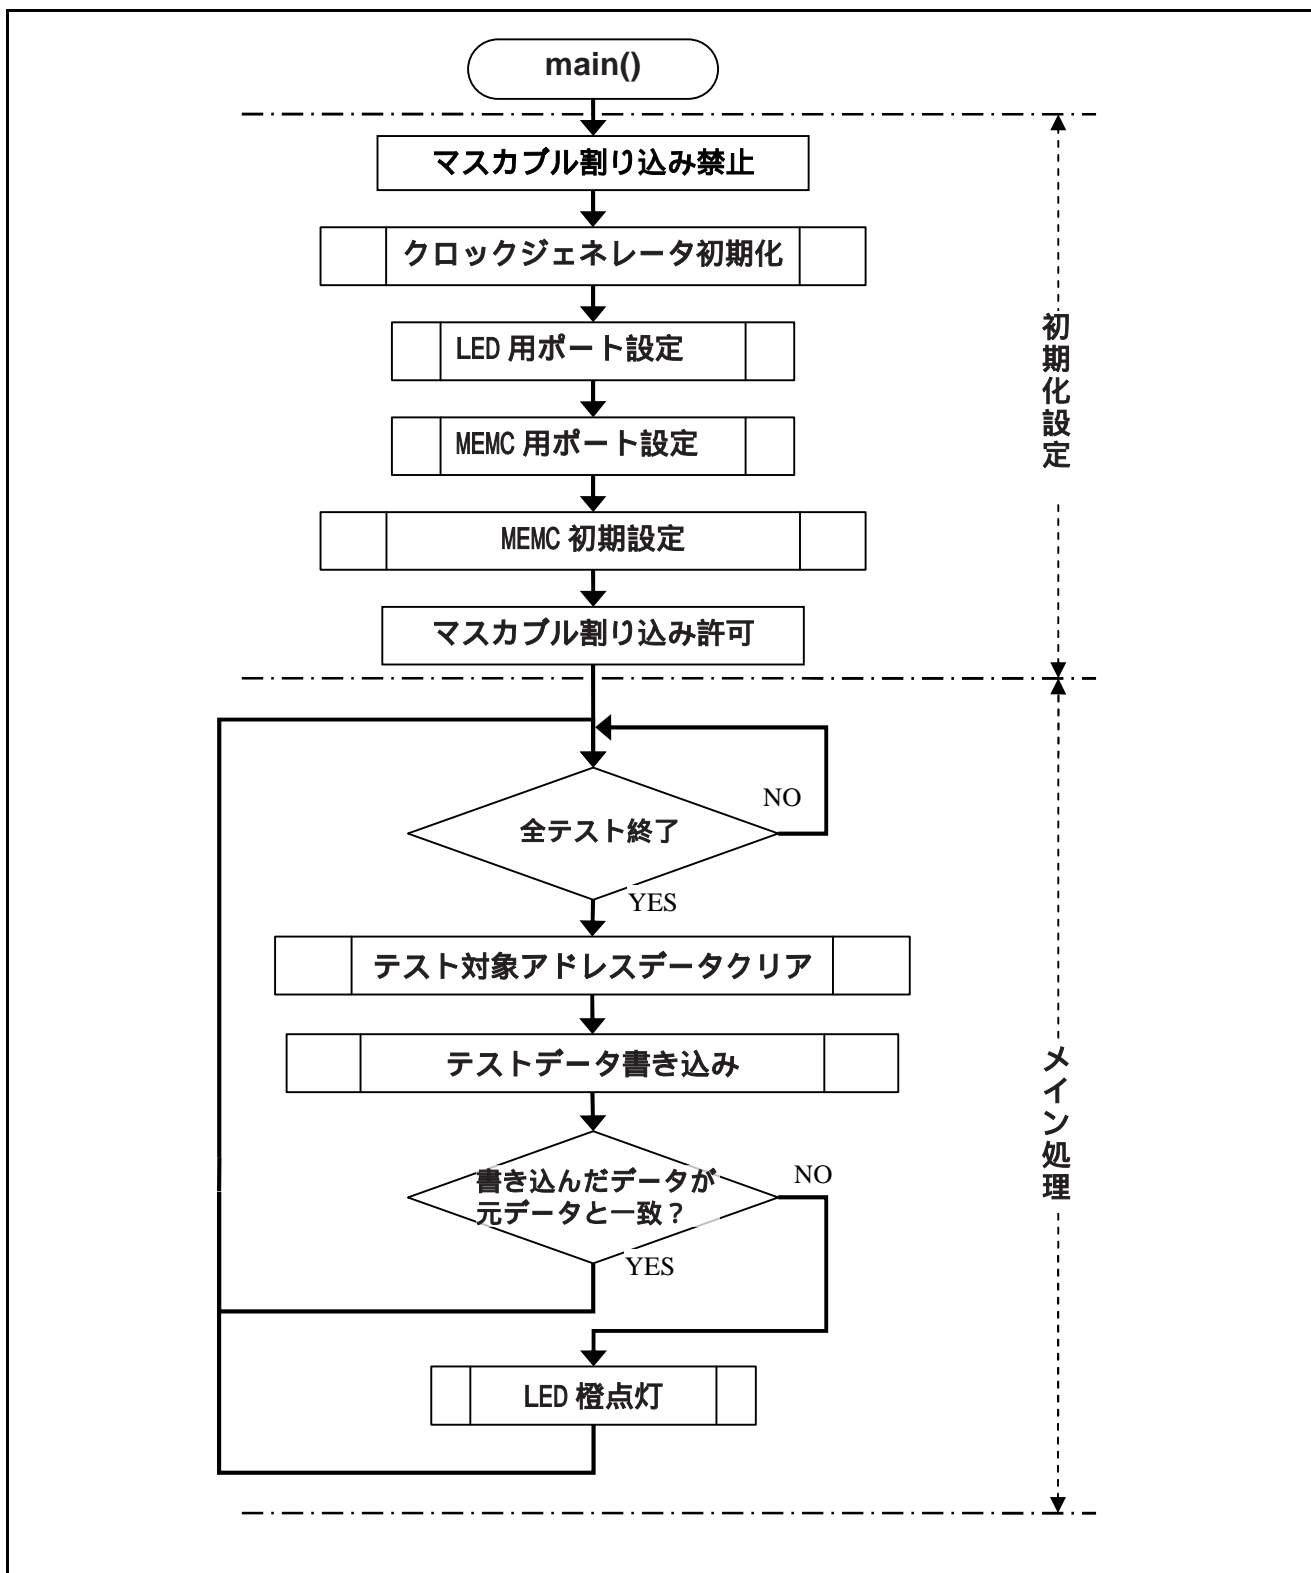 main()
マスカブル割り込み禁止
クロックジェネレータ初期化
LED 用ポート設定
MEMC 用ポート設定
MEMC 初期設定
マスカブル割り込み許可
初期化設定
全テスト終了
NO
YES
テスト対象アドレスデータクリア
テストデータ書き込み
書き込んだデータが
元データと一致？
NO
YES
LED 橙点灯
メイン処理